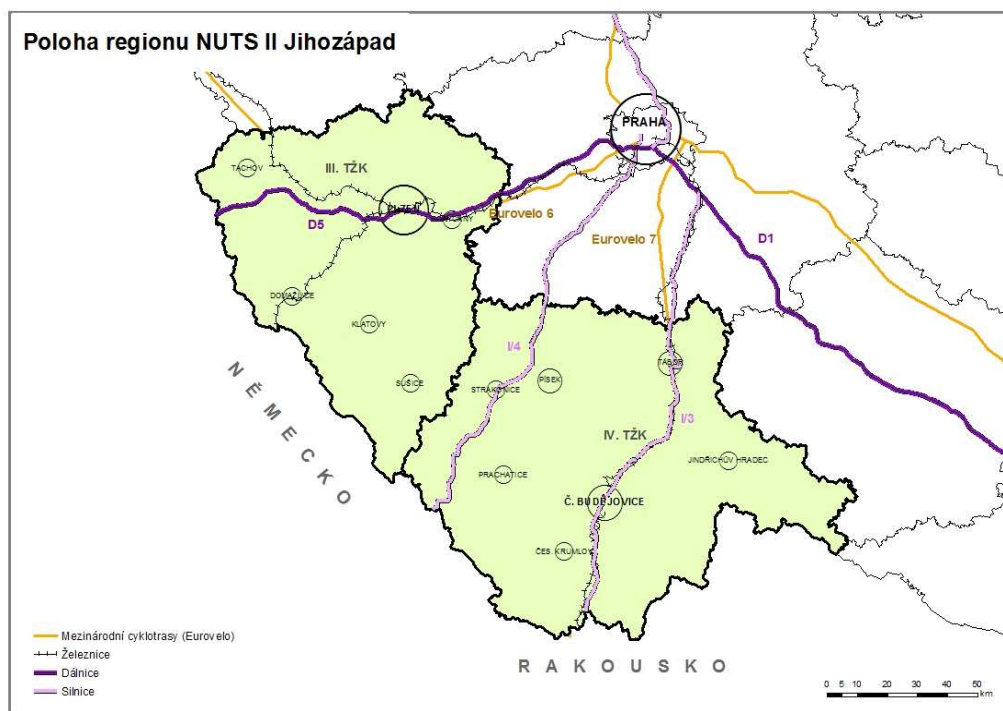 Poloha regionu NUTS II Jihozápad
PRAHA
TACHOV
III. TŽK
PLZEŇ
D5
Eurovelo 6
Eurovelo 7
D1
DOMAŽLICE
KLATOVY
I/4
TÁBOR
SUŠICE
STRAKONICE
PÍSEK
I/3
IV. TŽK
NĚMECKO
PRACHATICE
JINDŘICHŮV HRADEC
Č. BUDĚJOVICE
ČES. KRUMLOV
Mezinárodní cyklotrasy (Eurovelo)
Železnice
Dálnice
Silnice
RAKOUSKO
0 5 10 20 30 40 50
km